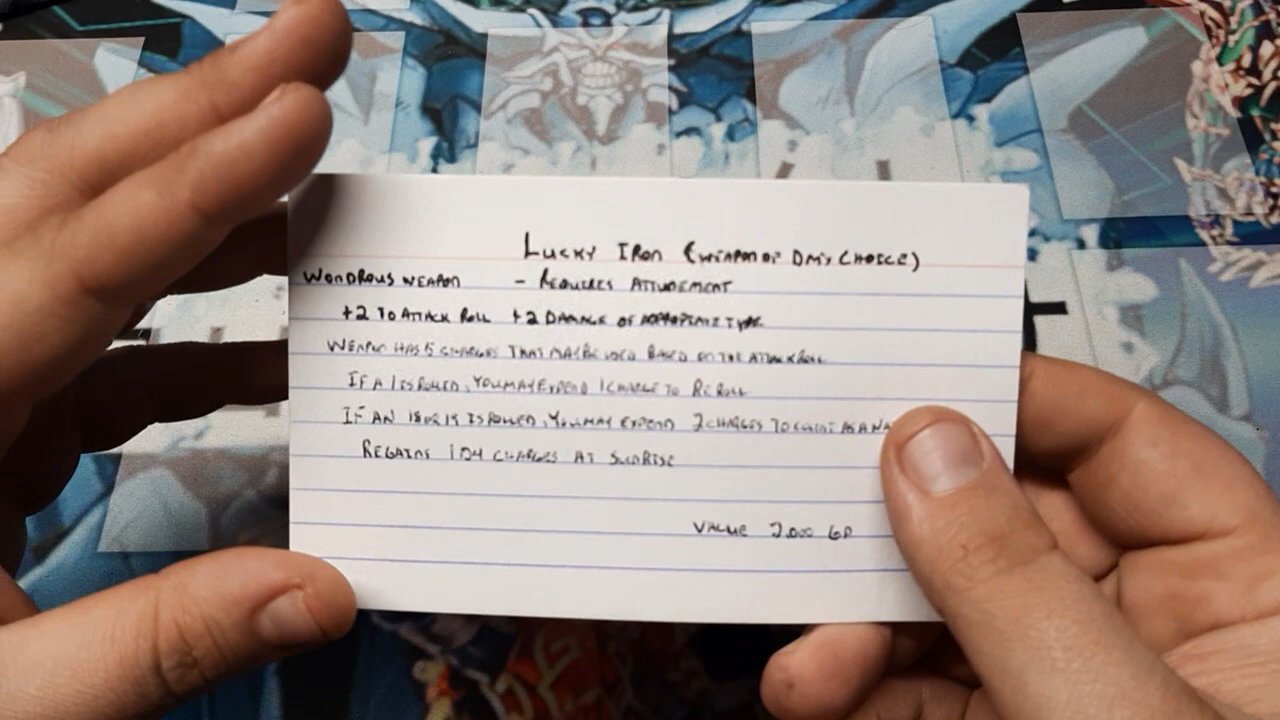 LUCKY IRON (WEAPON OF DM'S CHOICE)
WONDROUS WEAPON - REQUIRES ATTUNEMENT
+2 TO ATTACK ROLL +2 DAMAGE OF APPROPRIATE TYPE
WEAPON HAS 5 CHARGES THAT MAY BE USED BASED ON THE ATTACK ROLL
IF A 1 IS ROLLED, YOU MAY EXPEND 1 CHARGE TO REROLL
IF AN 18 OR 19 IS ROLLED, YOU MAY EXPEND 2 CHARGES TO COUNT AS A NA
REGAINS 1D4 CHARGES AT SUNRISE
VALUE 2,000 GP